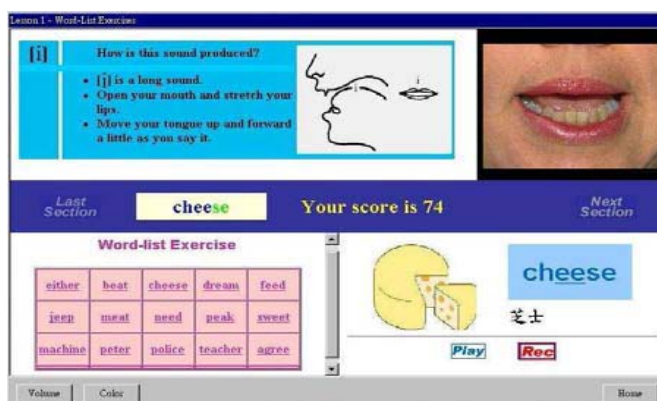 Lesson 1 - Word-List Exercises
[i]
How is this sound produced?
• [i] is a long sound.
• Open your mouth and stretch your
lips.
• Move your tongue up and forward
a little as you say it.
i
i
Last
Section
cheese
Your score is 74
Next
Section
Word-list Exercise
either beat cheese dream feed
jeep meat need peak sweet
machine peter police teacher agree
cheese
芝士
Play Rec
Volume Color Home